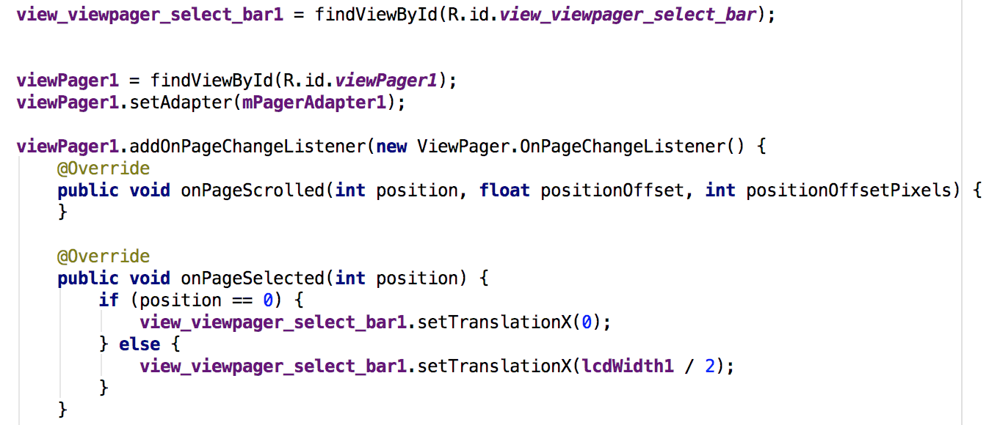 view_viewpager_select_bar1 = findViewById(R.id.view_viewpager_select_bar);
viewPager1 = findViewById(R.id.viewPager1);
viewPager1.setAdapter(mPagerAdapter1);
viewPager1.addOnPageChangeListener(new ViewPager.OnPageChangeListener() {
@Override
public void onPageScrolled(int position, float positionOffset, int positionOffsetPixels) {
}
@Override
public void onPageSelected(int position) {
if (position == 0) {
view_viewpager_select_bar1.setTranslationX(0);
} else {
view_viewpager_select_bar1.setTranslationX(lcdWidth1 / 2);
}
}